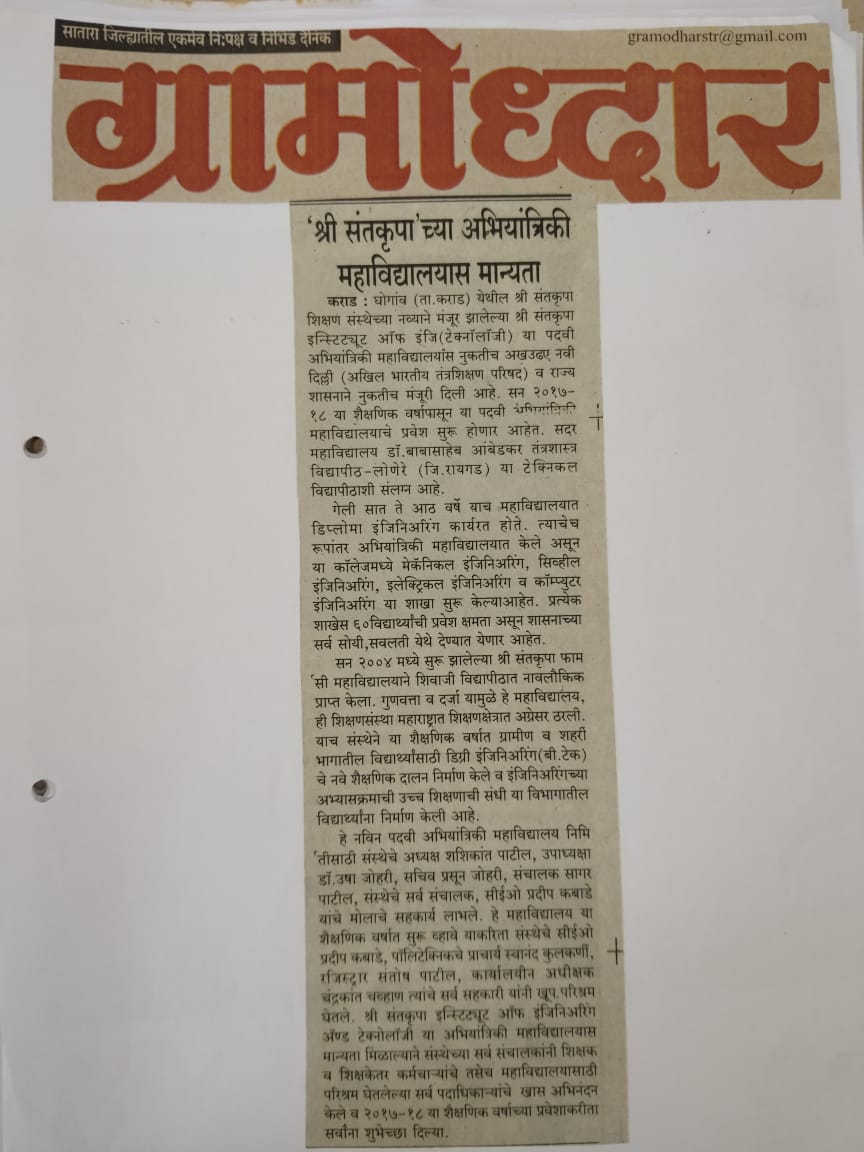 सातारा जिल्ह्यातील एकमेव नि:पक्ष व निभिड दैनिक
gramodharstr@gmail.com
ग्रामोध्दार
'श्री संतकृपा'च्या अभियांत्रिकी
महाविद्यालयास मान्यता
कराड : घोगांव (ता.कराड) येथील श्री संतकृपा
शिक्षण संस्थेच्या नव्याने मंजूर झालेल्या श्री संतकृपा
इन्स्टिट्यूट ऑफ इंजि(टेक्नॉलॉजी) या पदवी
अभियांत्रिकी महाविद्यालयांस नुकतीच अखउढए नवी
दिल्ली (अखिल भारतीय तंत्रशिक्षण परिषद) व राज्य
शासनाने नुकतीच मंजूरी दिली आहे. सन २०१७-
१८ या शैक्षणिक वर्षापासून या पदवी अभियांत्रिकी
महाविद्यालयाचे प्रवेश सुरू होणार आहेत. सदर
महाविद्यालय डॉ.बाबासाहेब आंबेडकर तंत्रशास्त्र
विद्यापीठ-लोणेरे (जि.रायगड) या टेक्निकल
विद्यापीठाशी संलग्न आहे.
गेली सात ते आठ वर्षे याच महाविद्यालयात
डिप्लोमा इंजिनिअरिंग कार्यरत होते. त्याचेच
रूपांतर अभियांत्रिकी महाविद्यालयात केले असून
या कॉलेजमध्ये मेकॅनिकल इंजिनिअरिंग, सिव्हील
इंजिनिअरिंग, इलेक्ट्रिकल इंजिनिअरिंग व कॉम्प्युटर
इंजिनिअरिंग या शाखा सुरू केल्याआहेत. प्रत्येक
शाखेस ६०विद्यार्थ्यांची प्रवेश क्षमता असून शासनाच्या
सर्व सोयी,सवलती येथे देण्यात येणार आहेत.
सन २००४ मध्ये सुरू झालेल्या श्री संतकृपा फाम
र्सी महाविद्यालयाने शिवाजी विद्यापीठात नावलौकिक
प्राप्त केला. गुणवत्ता व दर्जा यामुळे हे महाविद्यालय,
ही शिक्षणसंस्था महाराष्ट्रात शिक्षणक्षेत्रात अग्रेसर ठरली.
याच संस्थेने या शैक्षणिक वर्षात ग्रामीण व शहरी
भागातील विद्यार्थ्यांसाठी डिग्री इंजिनिअरिंग(बी.टेक)
चे नवे शैक्षणिक दालन निर्माण केले व इंजिनिअरिंगच्या
अभ्यासक्रमाची उच्च शिक्षणाची संधी या विभागातील
विद्यार्थ्यांना निर्माण केली आहे.
हे नविन पदवी अभियांत्रिकी महाविद्यालय निमि
र्तीसाठी संस्थेचे अध्यक्ष शशिकांत पाटील, उपाध्यक्षा
डॉ.उषा जोहरी, सचिव प्रसून जोहरी, संचालक सागर
पाटील, संस्थेचे सर्व संचालक, सीईओ प्रदीप कबाडे
यांचे मोलाचे सहकार्य लाभले. हे महाविद्यालय या
शैक्षणिक वर्षात सुरू व्हावे याकरिता संस्थेचे सीईओ
प्रदीप कबाडे, पॉलिटेक्निकचे प्राचार्य स्वानंद कुलकर्णी,
रजिस्ट्रार संतोष पाटील, कार्यालयीन अधीक्षक
चंद्रकांत चव्हाण त्यांचे सर्व सहकारी यांनी खूप परिश्रम
घेतले. श्री संतकृपा इन्स्टिट्यूट ऑफ इंजिनिअरिंग
ॲण्ड टेक्नोलॉजी या अभियांत्रिकी महाविद्यालयास
मान्यता मिळाल्याने संस्थेच्या सर्व संचालकांनी शिक्षक
व शिक्षकेतर कर्मचाऱ्यांचे तसेच महाविद्यालयासाठी
परिश्रम घेतलेल्या सर्व पदाधिकाऱ्यांचे खास अभिनंदन
केले व २०१७-१८ या शैक्षणिक वर्षाच्या प्रवेशाकरीता
सर्वांना शुभेच्छा दिल्या.